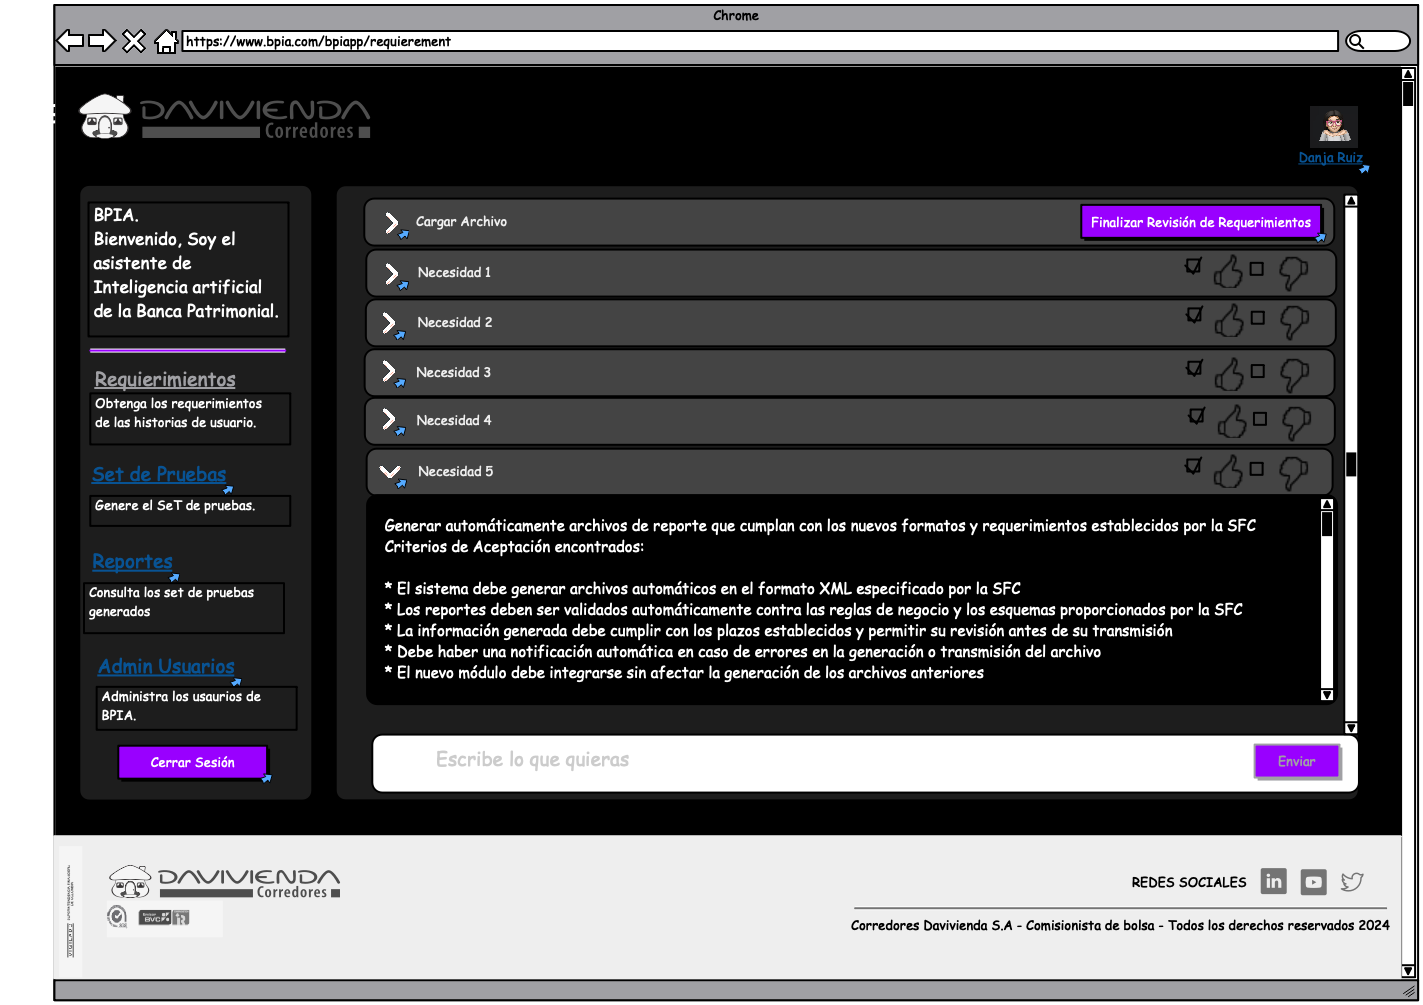 Chrome
https://www.bpia.com/bpiapp/requierement
DAVIVIENDA
Corredores
Danja Ruiz
BPIA.
Bienvenido, Soy el
asistente de
Inteligencia artificial
de la Banca Patrimonial.
Requierimientos
Obtenga los requerimientos
de las historias de usuario.
Set de Pruebas
Genere el SeT de pruebas.
Reportes
Consulta los set de pruebas
generados
Admin Usuarios
Administra los usaurios de
BPIA.
Cerrar Sesión
Cargar Archivo
Finalizar Revisión de Requerimientos
Necesidad 1
Necesidad 2
Necesidad 3
Necesidad 4
Necesidad 5
Generar automáticamente archivos de reporte que cumplan con los nuevos formatos y requerimientos establecidos por la SFC
Criterios de Aceptación encontrados:
* El sistema debe generar archivos automáticos en el formato XML especificado por la SFC
* Los reportes deben ser validados automáticamente contra las reglas de negocio y los esquemas proporcionados por la SFC
* La información generada debe cumplir con los plazos establecidos y permitir su revisión antes de su transmisión
* Debe haber una notificación automática en caso de errores en la generación o transmisión del archivo
* El nuevo módulo debe integrarse sin afectar la generación de los archivos anteriores
Escribe lo que quieras
Enviar
VIGILADO
DAVIVIENDA
Corredores
BVC
IR
REDES SOCIALES
in
Corredores Davivienda S.A - Comisionista de bolsa - Todos los derechos reservados 2024